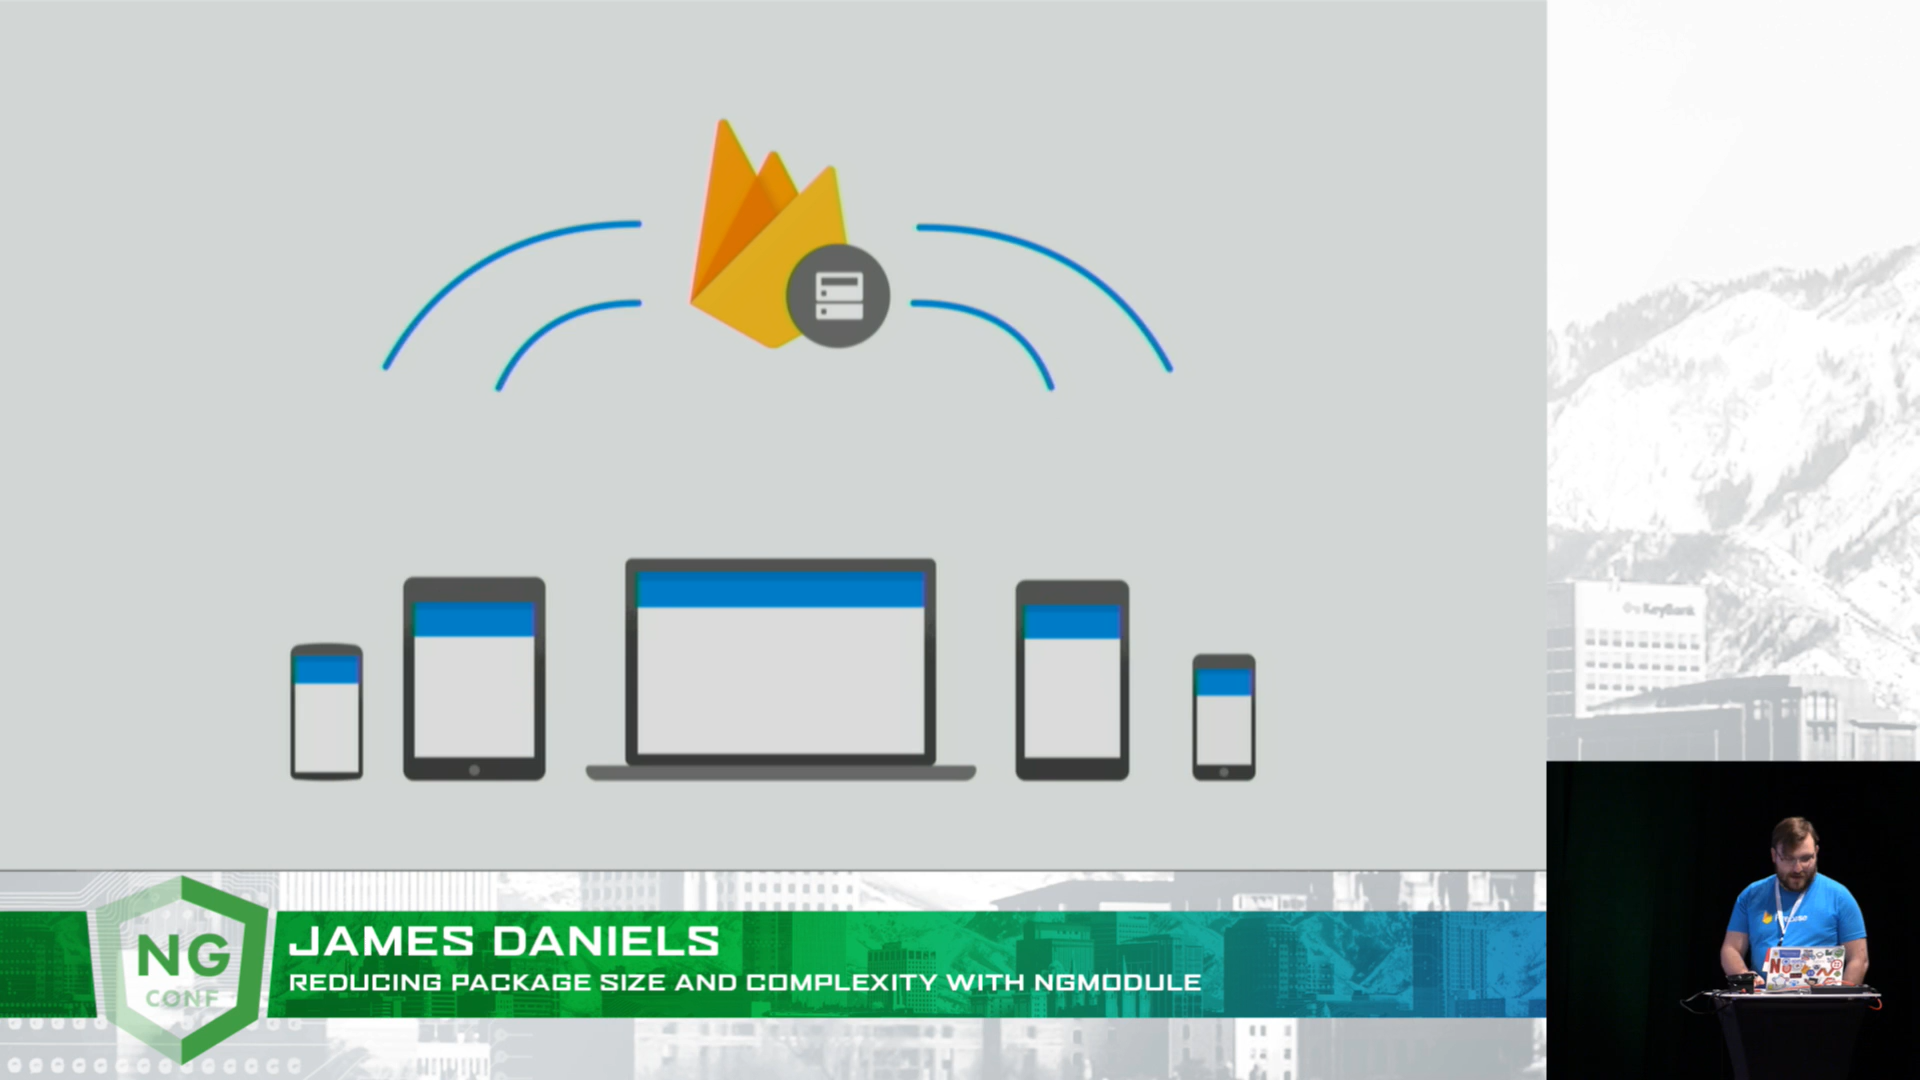 KeyBank
JAMES DANIELS
REDUCING PACKAGE SIZE AND COMPLEXITY WITH NGMODULE
NG
CONF